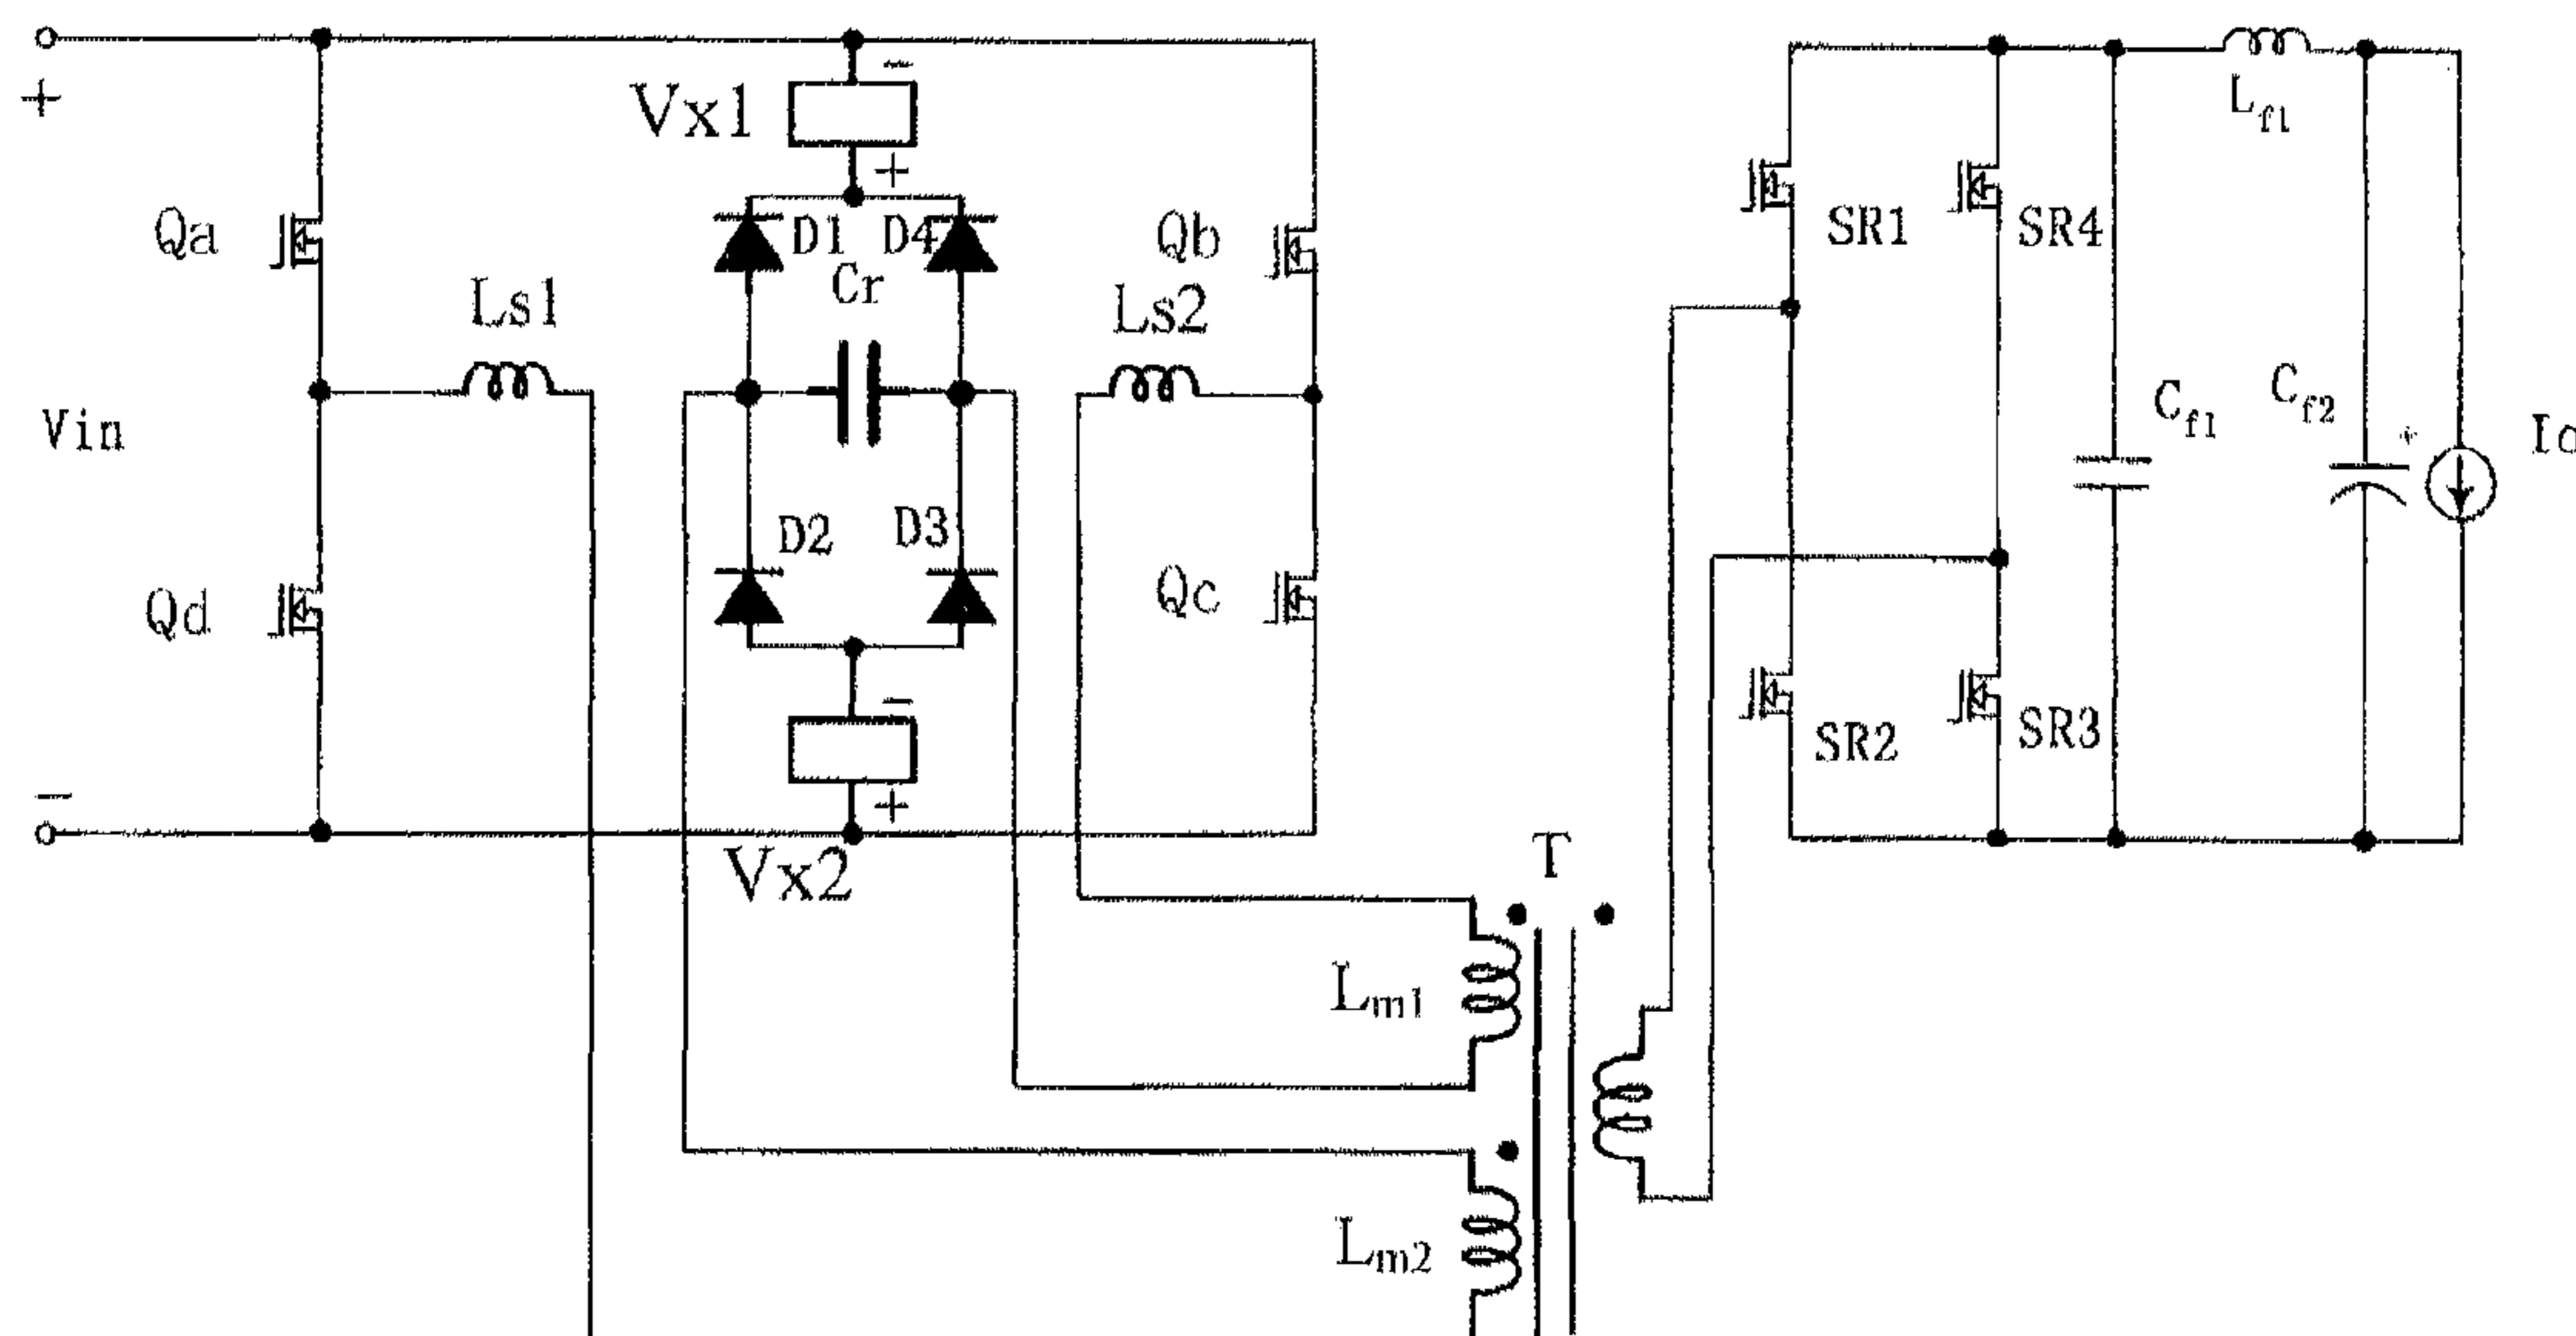 +
Vin
−
Qa
Qd
Ls1
Vx1
−
+
D1
D4
Cr
D2
D3
−
+
Vx2
Qb
Ls2
Qc
T
Lm1
Lm2
SR1
SR4
SR2
SR3
Lf1
Cf1
Cf2
+